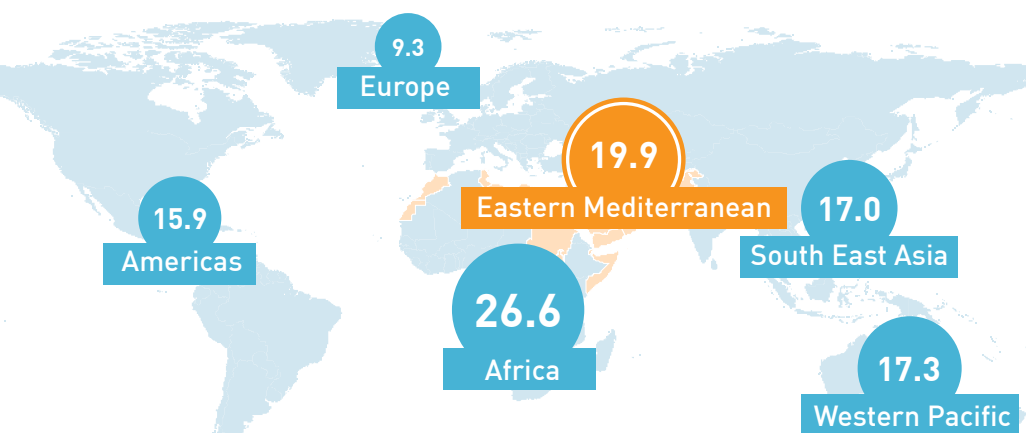 9.3
Europe
19.9
Eastern Mediterranean
15.9
Americas
17.0
South East Asia
26.6
Africa
17.3
Western Pacific